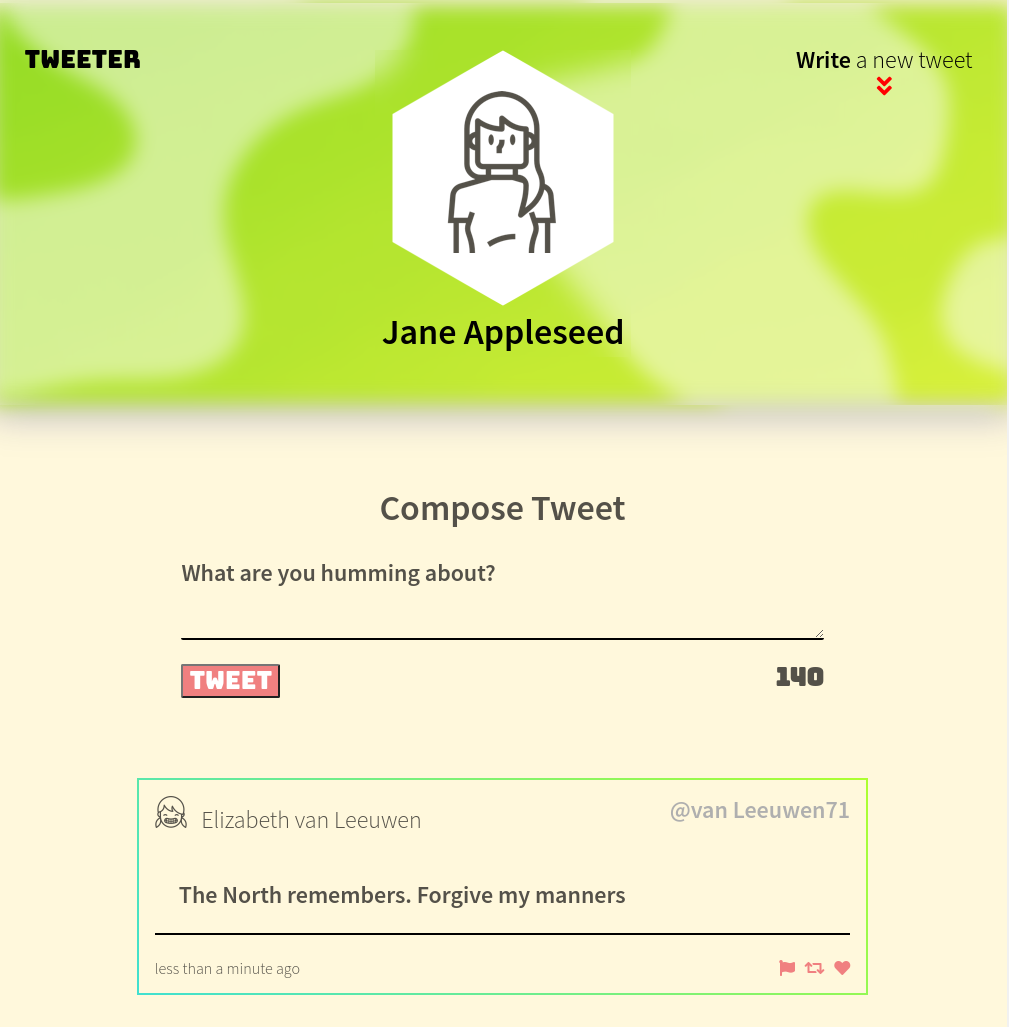 TWEETER
Write a new tweet
Jane Appleseed
Compose Tweet
What are you humming about?
TWEET
140
Elizabeth van Leeuwen
@van Leeuwen71
The North remembers. Forgive my manners
less than a minute ago